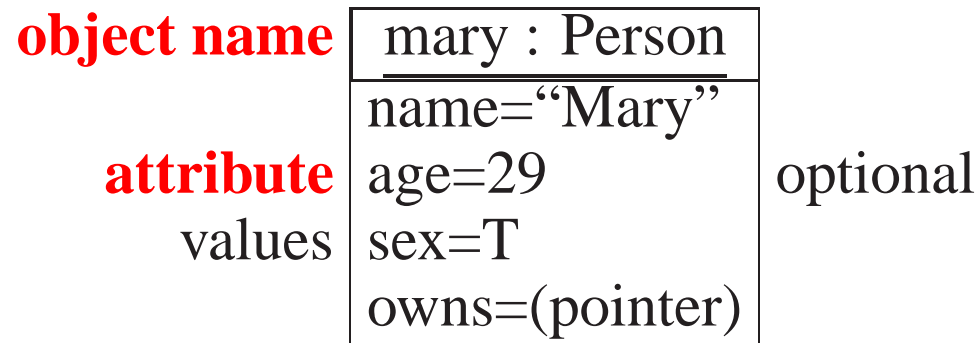 object name mary : Person
name=“Mary”
attribute age=29 optional
values sex=T
owns=(pointer)